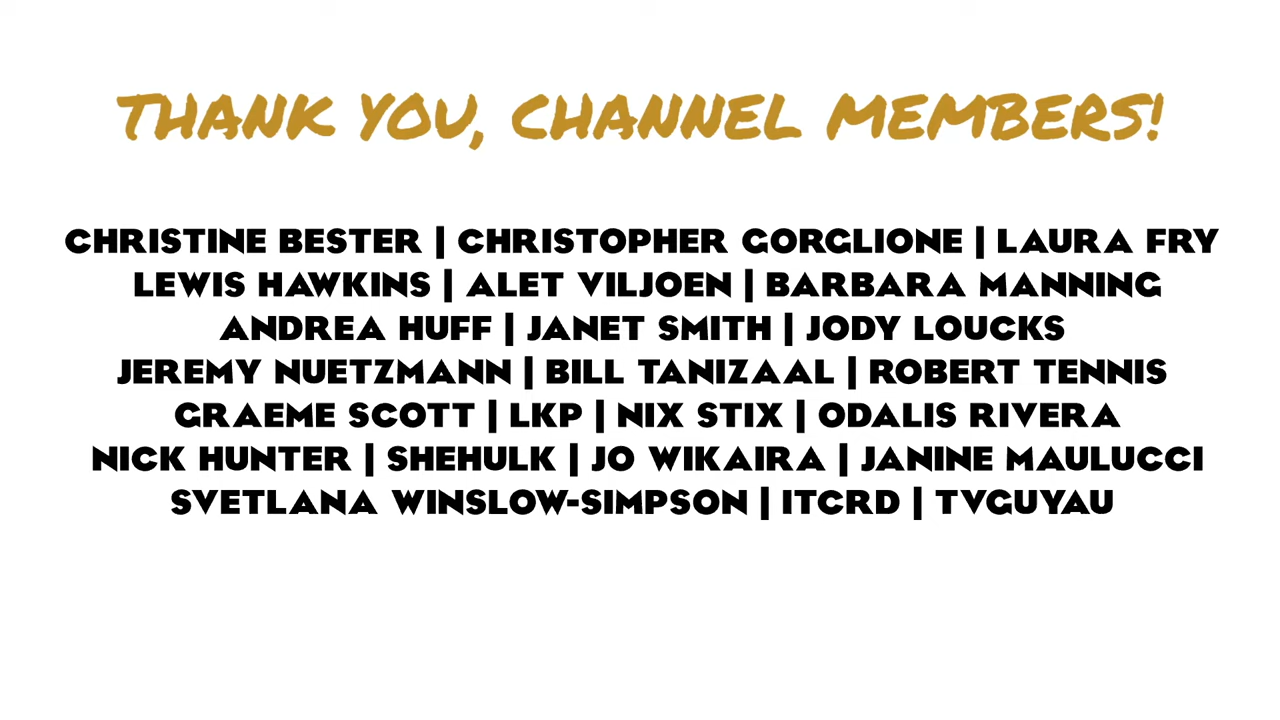 THANK YOU, CHANNEL MEMBERS!
CHRISTINE BESTER | CHRISTOPHER GORGLIONE | LAURA FRY
LEWIS HAWKINS | ALET VILJOEN | BARBARA MANNING
ANDREA HUFF | JANET SMITH | JODY LOUCKS
JEREMY NUETZMANN | BILL TANIZAAL | ROBERT TENNIS
GRAEME SCOTT | LKP | NIX STIX | ODALIS RIVERA
NICK HUNTER | SHEHULK | JO WIKAIRA | JANINE MAULUCCI
SVETLANA WINSLOW-SIMPSON | ITCRD | TVGUYAU